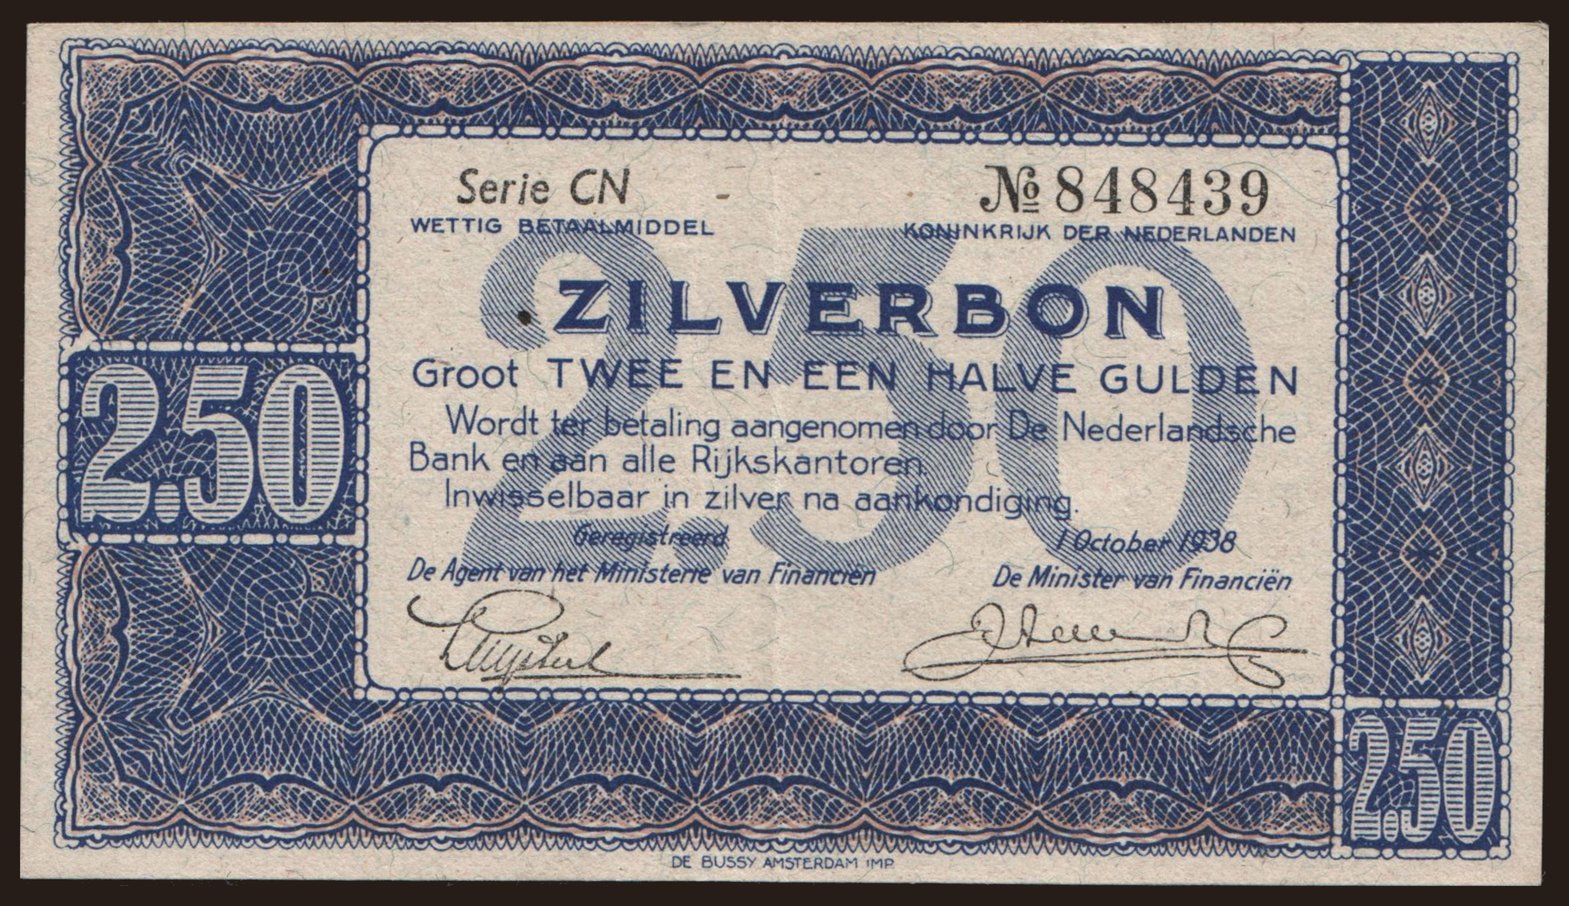 Serie CN № 848439
WETTIG BETAALMIDDEL KONINKRIJK DER NEDERLANDEN
2.50
ZILVERBON
Groot TWEE EN EEN HALVE GULDEN
2.50
Wordt ter betaling aangenomen door De Nederlandsche
Bank en aan alle Rijkskantoren.
Inwisselbaar in zilver na aankondiging.
Geregistreerd 1 October 1938
De Agent van het Ministerie van Financiën De Minister van Financiën
2.50
DE BUSSY AMSTERDAM IMP.